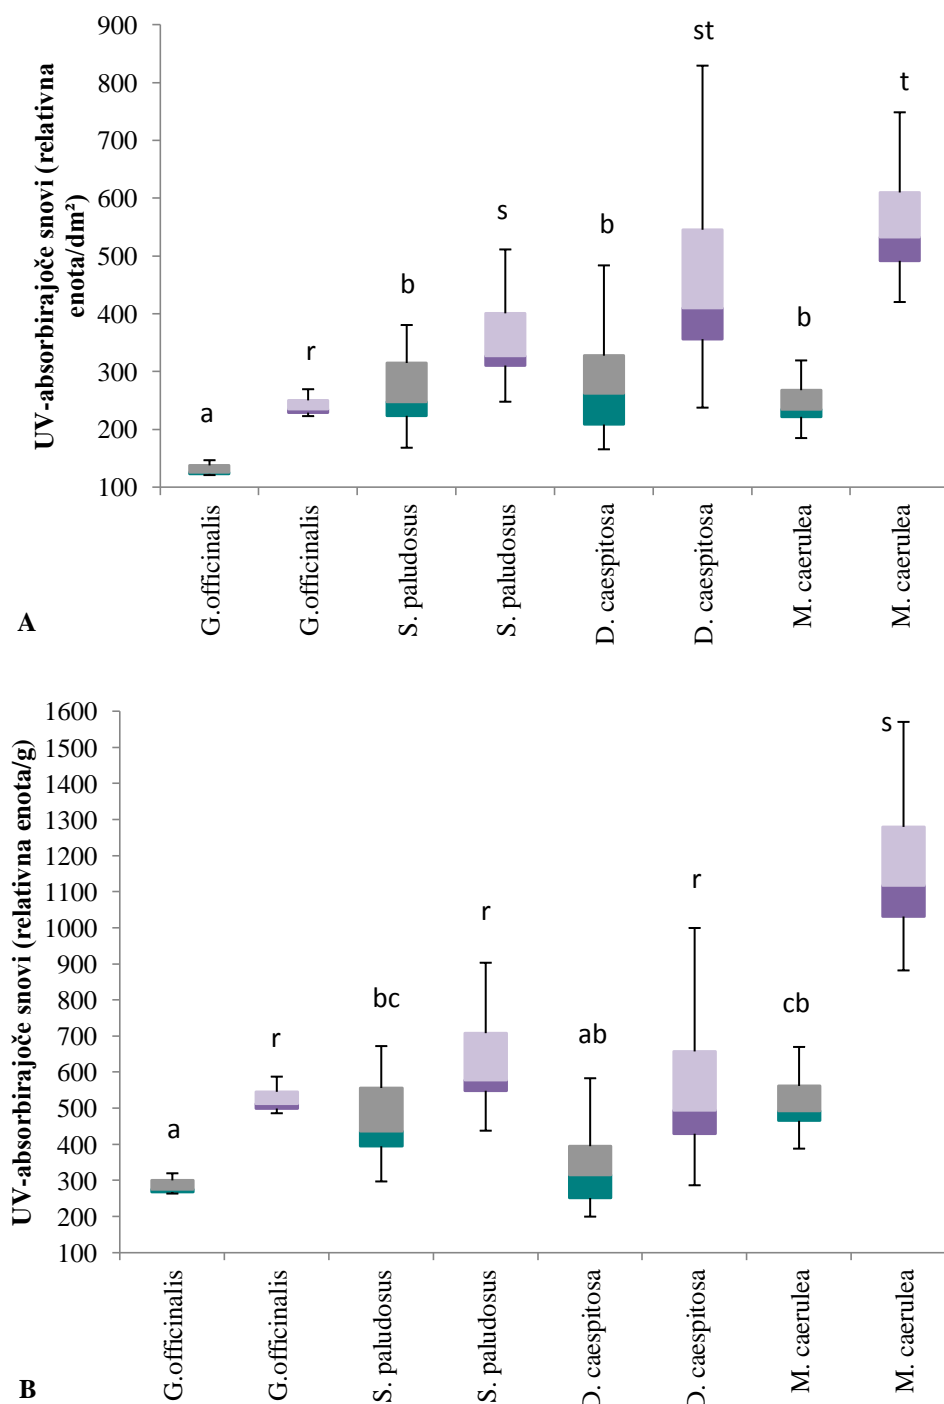 UV-absorbirajoče snovi (relativna
enota/dm²)
900
800
700
600
500
400
300
200
100
a
r
b
s
b
st
b
t
G.officinalis
G.officinalis
S. paludosus
S. paludosus
D. caespitosa
D. caespitosa
M. caerulea
M. caerulea
A
UV-absorbirajoče snovi (relativna enota/g)
1600
1500
1400
1300
1200
1100
1000
900
800
700
600
500
400
300
200
100
a
r
bc
r
ab
r
cb
s
G.officinalis
G.officinalis
S. paludosus
S. paludosus
D. caespitosa
D. caespitosa
M. caerulea
M. caerulea
B